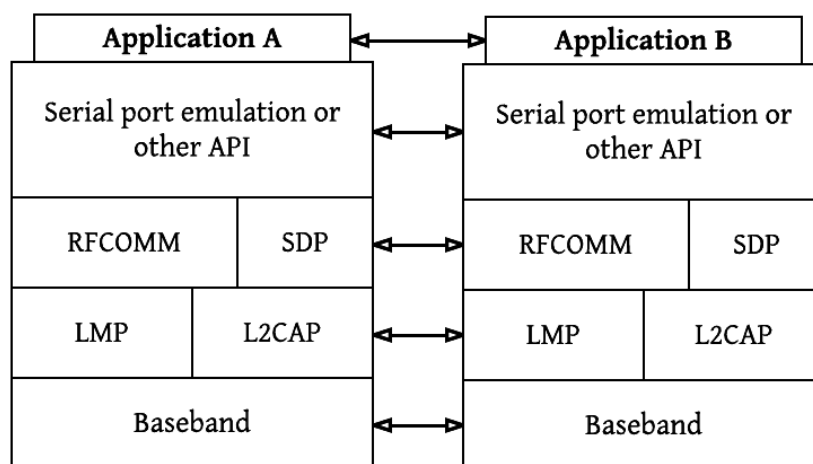 Application A
Application B
Serial port emulation or
other API
Serial port emulation or
other API
RFCOMM
SDP
RFCOMM
SDP
LMP
L2CAP
LMP
L2CAP
Baseband
Baseband